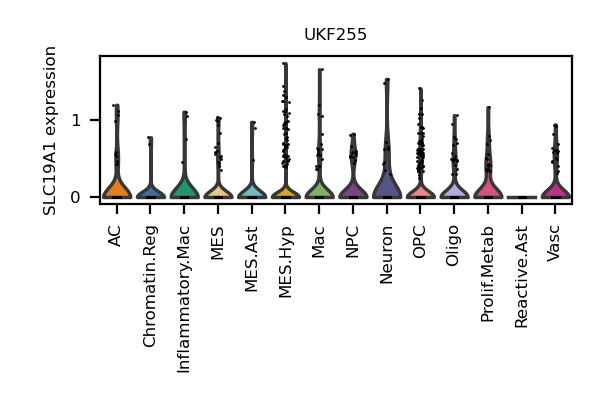 UKF255
SLC19A1 expression
1
0
AC
Chromatin.Reg
Inflammatory.Mac
MES
MES.Ast
MES.Hyp
Mac
NPC
Neuron
OPC
Oligo
Prolif.Metab
Reactive.Ast
Vasc